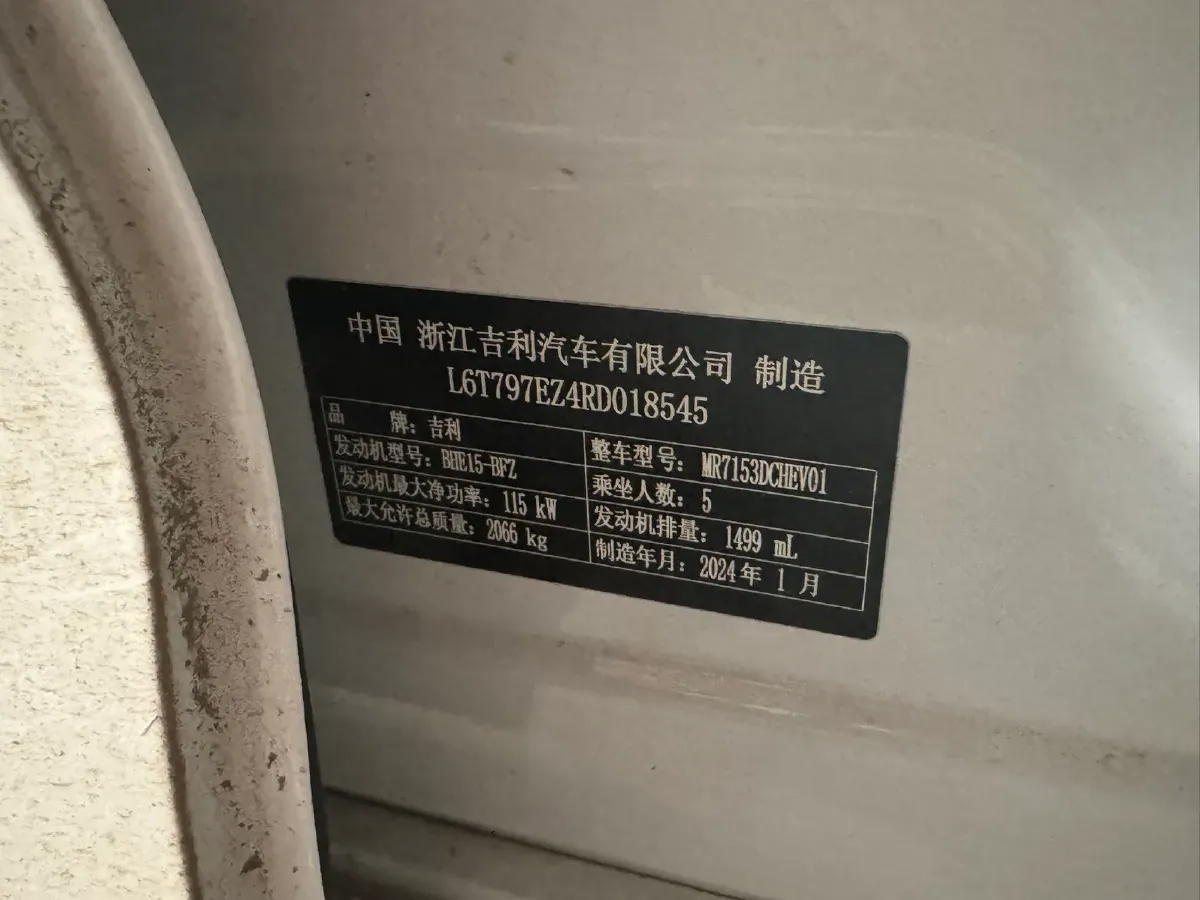 中国 浙江吉利汽车有限公司 制造
L6T797EZ4RD018545
品 牌：吉利 整车型号：MR7153DCHEV01
发动机型号：BHE15-BFZ 乘坐人数：5
发动机最大净功率：115 kW 发动机排量：1499 mL
最大允许总质量：2066 kg 制造年月：2024年 1 月